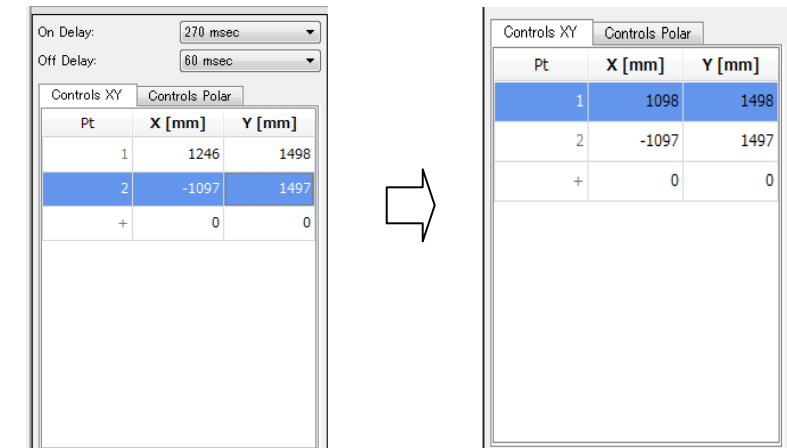 On Delay: 270 msec
Off Delay: 60 msec
Controls XY Controls Polar
Pt X [mm] Y [mm]
1 1246 1498
2 -1097 1497
+ 0 0
Controls XY Controls Polar
Pt X [mm] Y [mm]
1 1098 1498
2 -1097 1497
+ 0 0